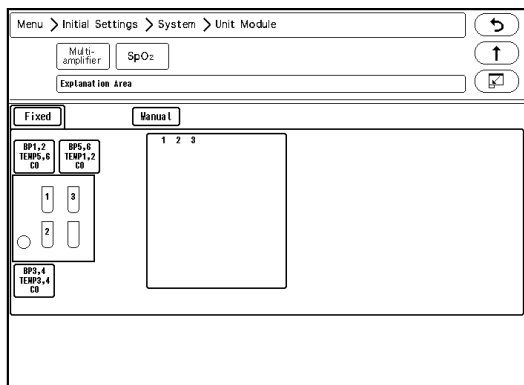 Menu > Initial Settings > System > Unit Module
Multi-
amplifier
SpO₂
Explanation Area
Fixed
Manual
BP1,2
TEMP5,6
CO
BP5,6
TEMP1,2
CO
1 2 3
1 3
2
BP3,4
TEMP3,4
CO